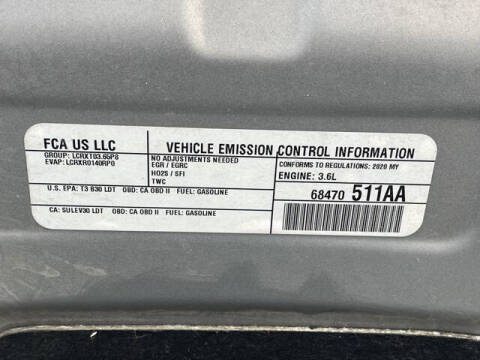 FCA US LLC
GROUP: LCRXT03.65P8
EVAP: LCRXR0140RP0
VEHICLE EMISSION CONTROL INFORMATION
NO ADJUSTMENTS NEEDED
EGR / EGRC
HO2S / SFI
TWC
CONFORMS TO REGULATIONS: 2020 MY
ENGINE: 3.6L
U.S. EPA: T3 B30 LDT OBD: CA OBD II FUEL: GASOLINE
68470 511AA
CA: SULEV30 LDT OBD: CA OBD II FUEL: GASOLINE